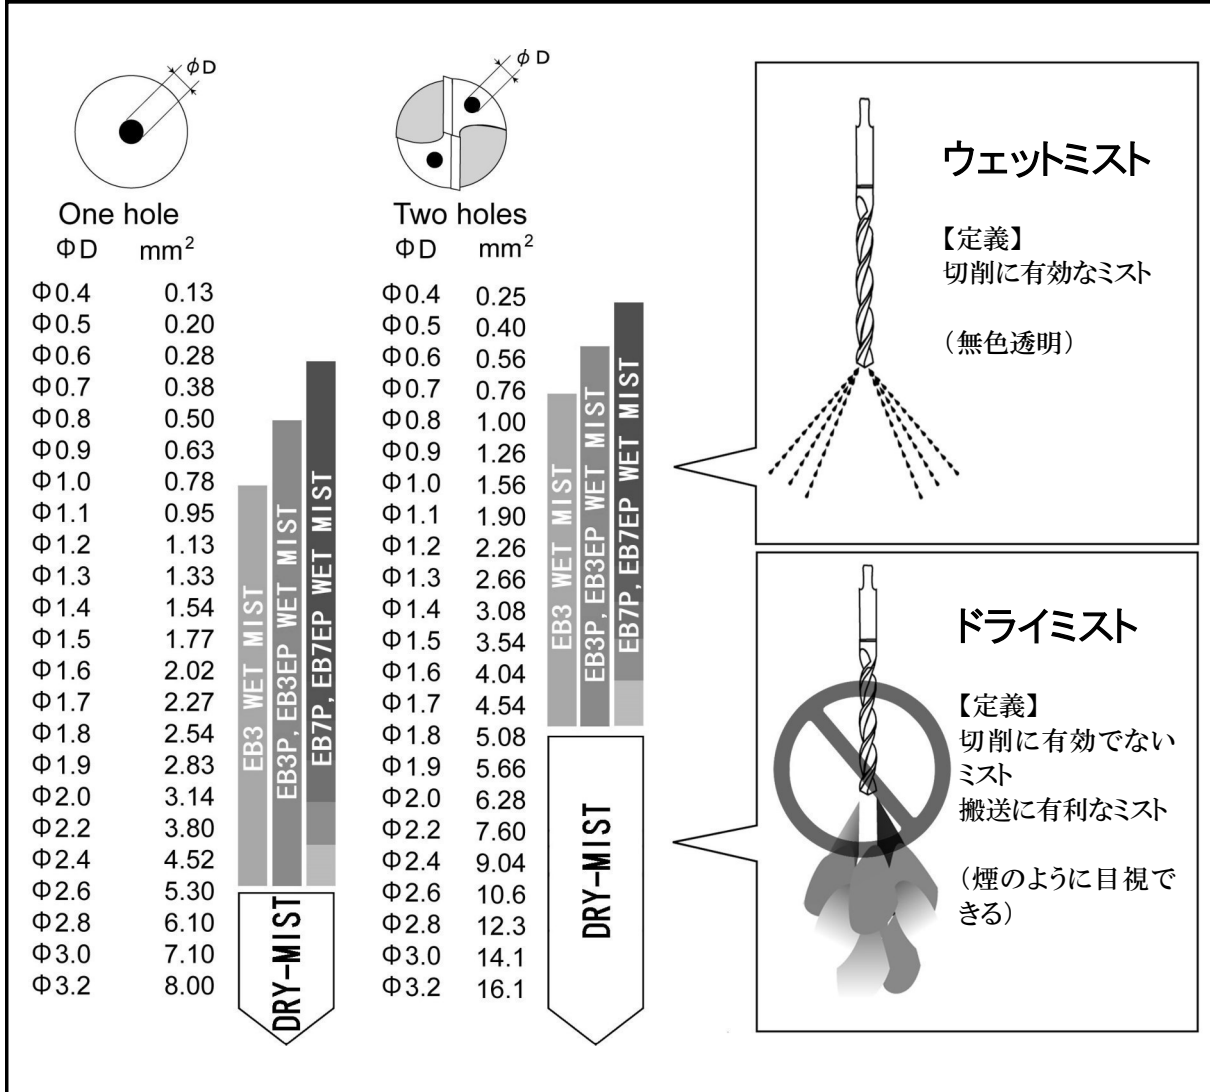 φD
One hole
ΦD mm²
Φ0.4 0.13
Φ0.5 0.20
Φ0.6 0.28
Φ0.7 0.38
Φ0.8 0.50
Φ0.9 0.63
Φ1.0 0.78
Φ1.1 0.95
Φ1.2 1.13
Φ1.3 1.33
Φ1.4 1.54
Φ1.5 1.77
Φ1.6 2.02
Φ1.7 2.27
Φ1.8 2.54
Φ1.9 2.83
Φ2.0 3.14
Φ2.2 3.80
Φ2.4 4.52
Φ2.6 5.30
Φ2.8 6.10
Φ3.0 7.10
Φ3.2 8.00
EB3 WET MIST
EB3P, EB3EP WET MIST
EB7P, EB7EP WET MIST
DRY-MIST
φD
Two holes
ΦD mm²
Φ0.4 0.25
Φ0.5 0.40
Φ0.6 0.56
Φ0.7 0.76
Φ0.8 1.00
Φ0.9 1.26
Φ1.0 1.56
Φ1.1 1.90
Φ1.2 2.26
Φ1.3 2.66
Φ1.4 3.08
Φ1.5 3.54
Φ1.6 4.04
Φ1.7 4.54
Φ1.8 5.08
Φ1.9 5.66
Φ2.0 6.28
Φ2.2 7.60
Φ2.4 9.04
Φ2.6 10.6
Φ2.8 12.3
Φ3.0 14.1
Φ3.2 16.1
EB3 WET MIST
EB3P, EB3EP WET MIST
EB7P, EB7EP WET MIST
DRY-MIST
ウェットミスト
【定義】
切削に有効なミスト
（無色透明）
ドライミスト
【定義】
切削に有効でない
ミスト
搬送に有利なミスト
（煙のように目視で
きる）